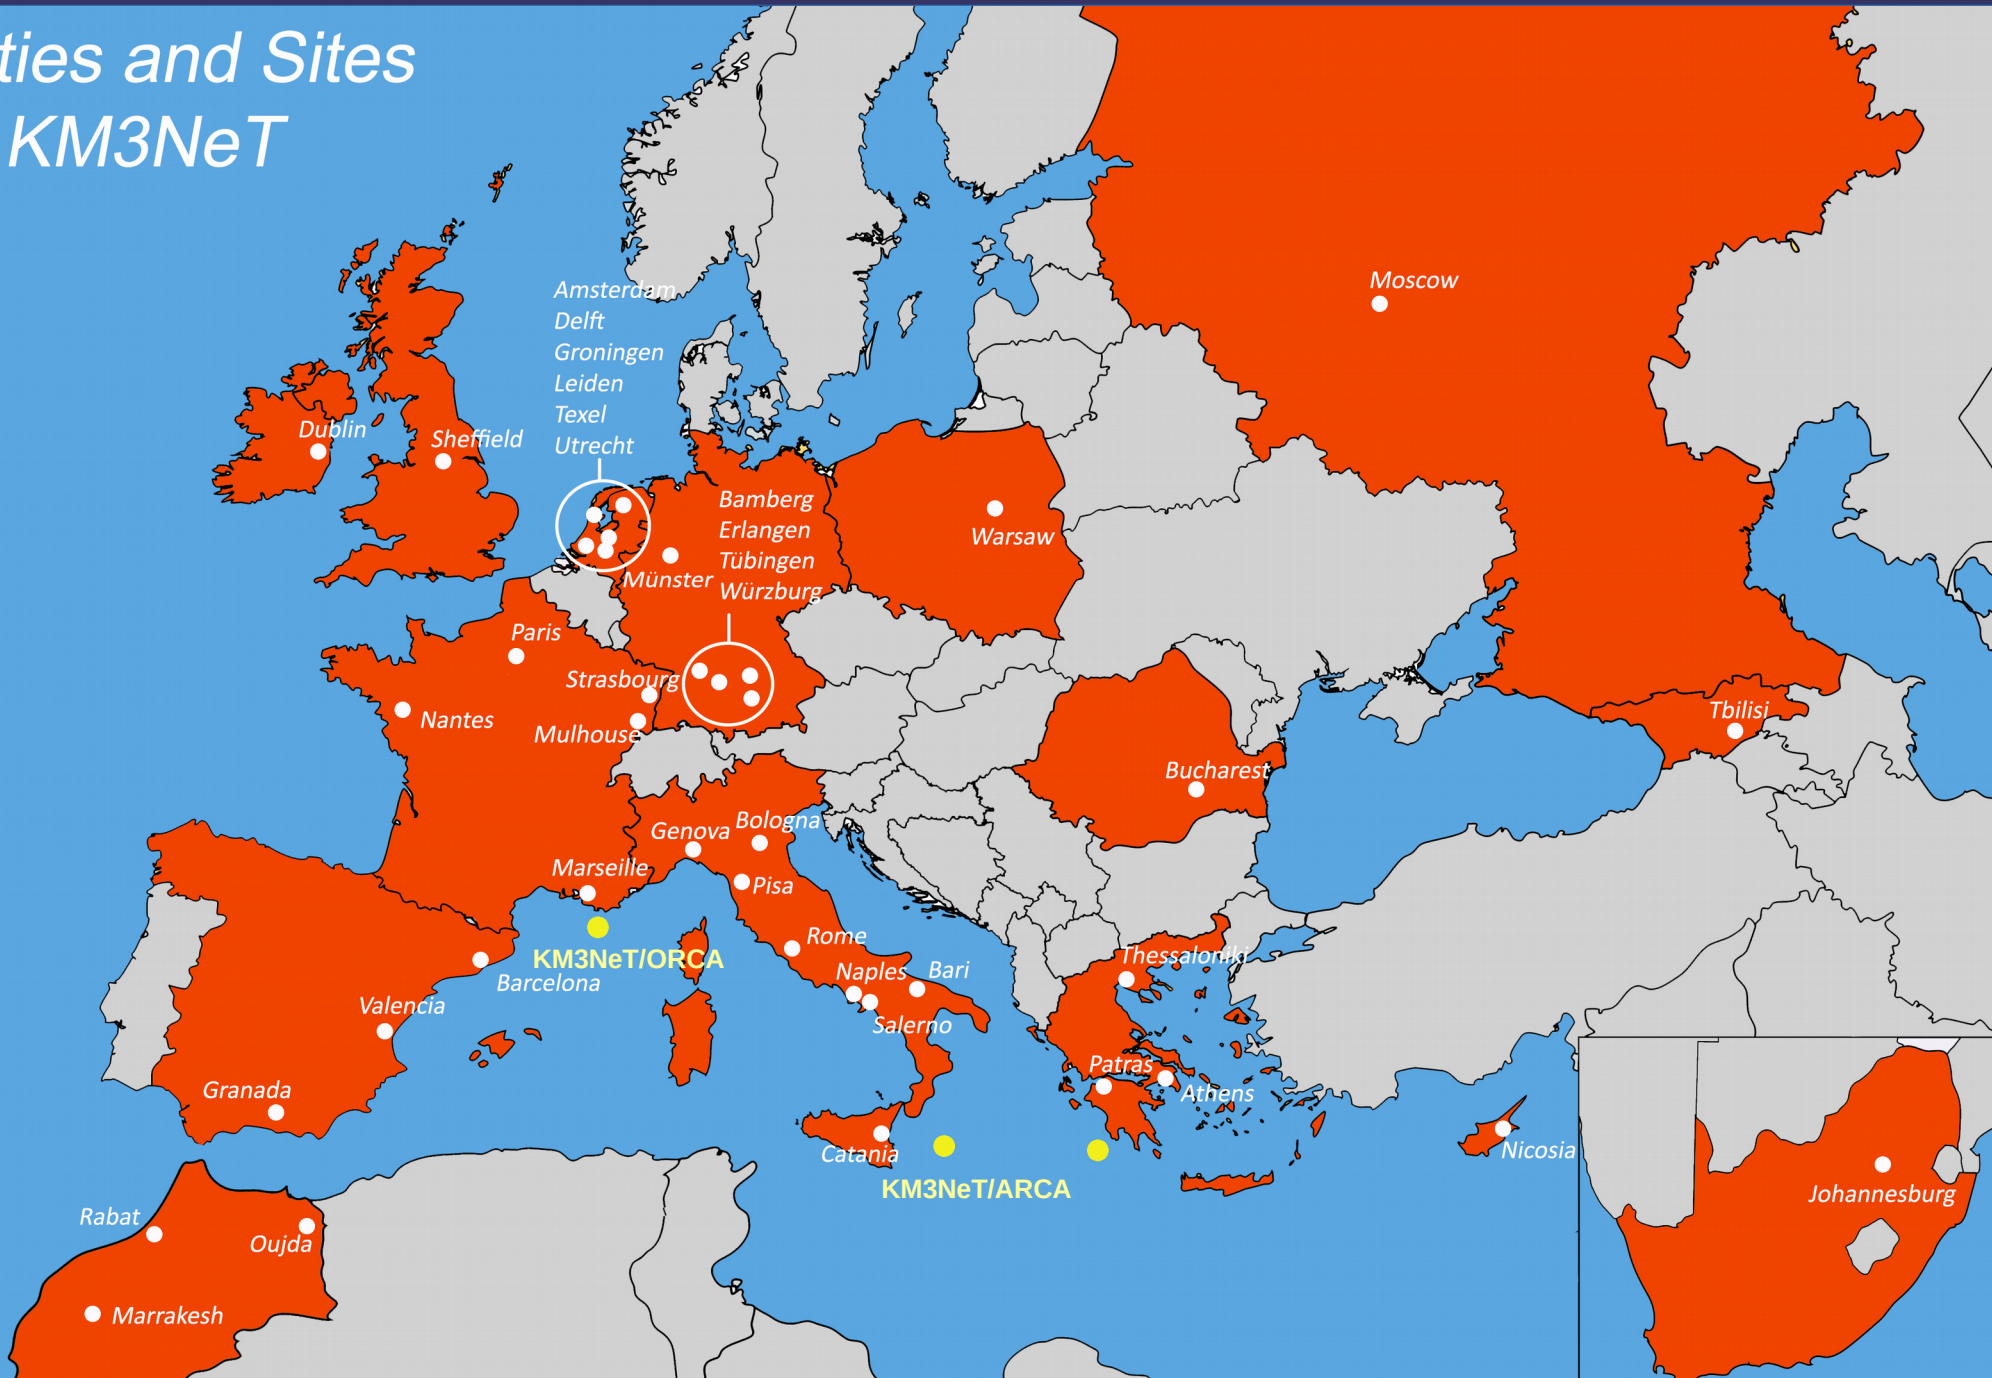 ties and Sites
KM3NeT
Amsterdam
Delft
Groningen
Leiden
Texel
Utrecht
Moscow
Dublin
Sheffield
Bamberg
Erlangen
Tübingen
Würzburg
Warsaw
Münster
Paris
Strasbourg
Nantes
Mulhouse
Tbilisi
Bucharest
Genova
Bologna
Marseille
Pisa
KM3NeT/ORCA
Rome
Thessaloniki
Barcelona
Naples
Bari
Valencia
Salerno
Granada
Patras
Athens
Catania
Nicosia
KM3NeT/ARCA
Johannesburg
Rabat
Oujda
Marrakesh